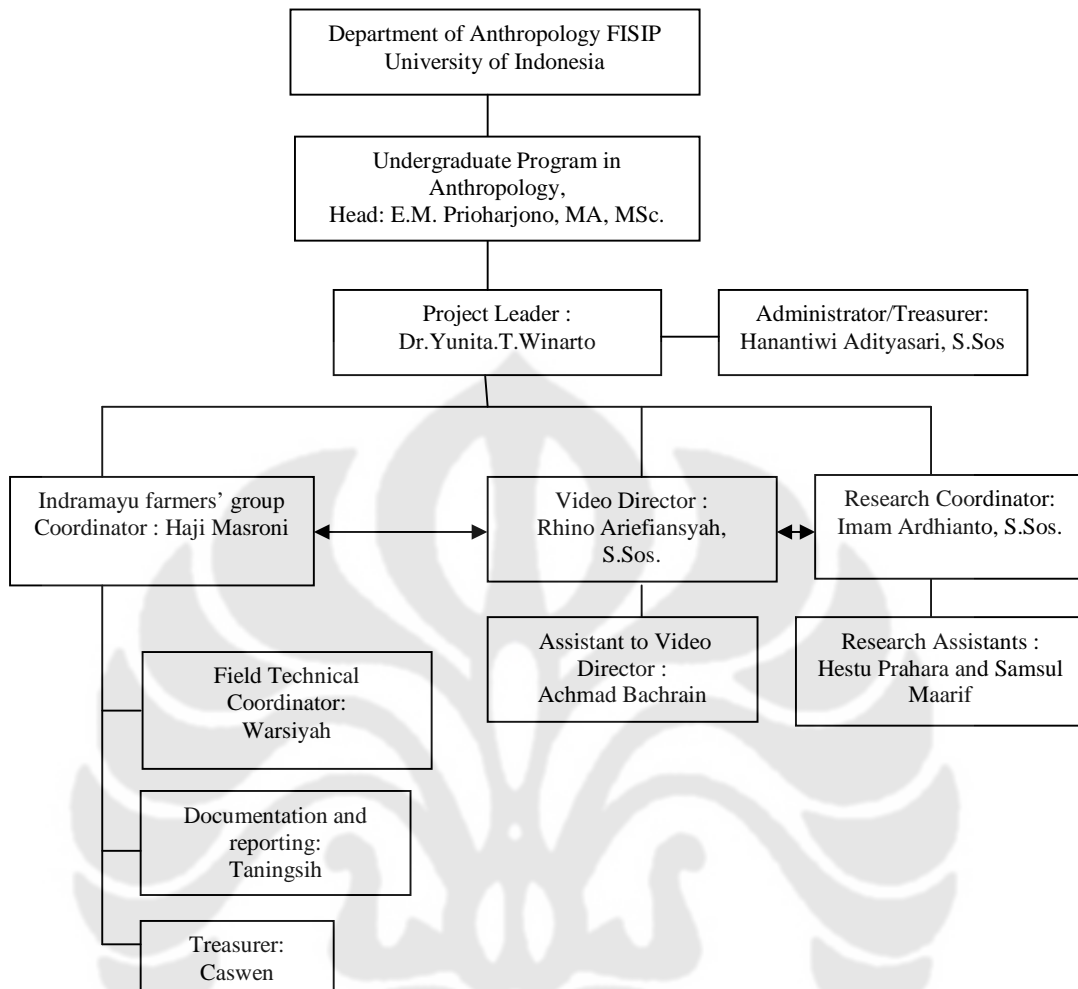 Department of Anthropology FISIP
University of Indonesia
Undergraduate Program in
Anthropology,
Head: E.M. Prioharjono, MA, MSc.
Project Leader :
Dr.Yunita.T.Winarto
Administrator/Treasurer:
Hanantiwi Adityasari, S.Sos
Indramayu farmers’ group
Coordinator : Haji Masroni
Video Director :
Rhino Ariefiansyah,
S.Sos.
Research Coordinator:
Imam Ardhianto, S.Sos.
Assistant to Video
Director :
Achmad Bachrain
Research Assistants :
Hestu Prahara and Samsul
Maarif
Field Technical
Coordinator:
Warsiyah
Documentation and
reporting:
Taningsih
Treasurer:
Caswen